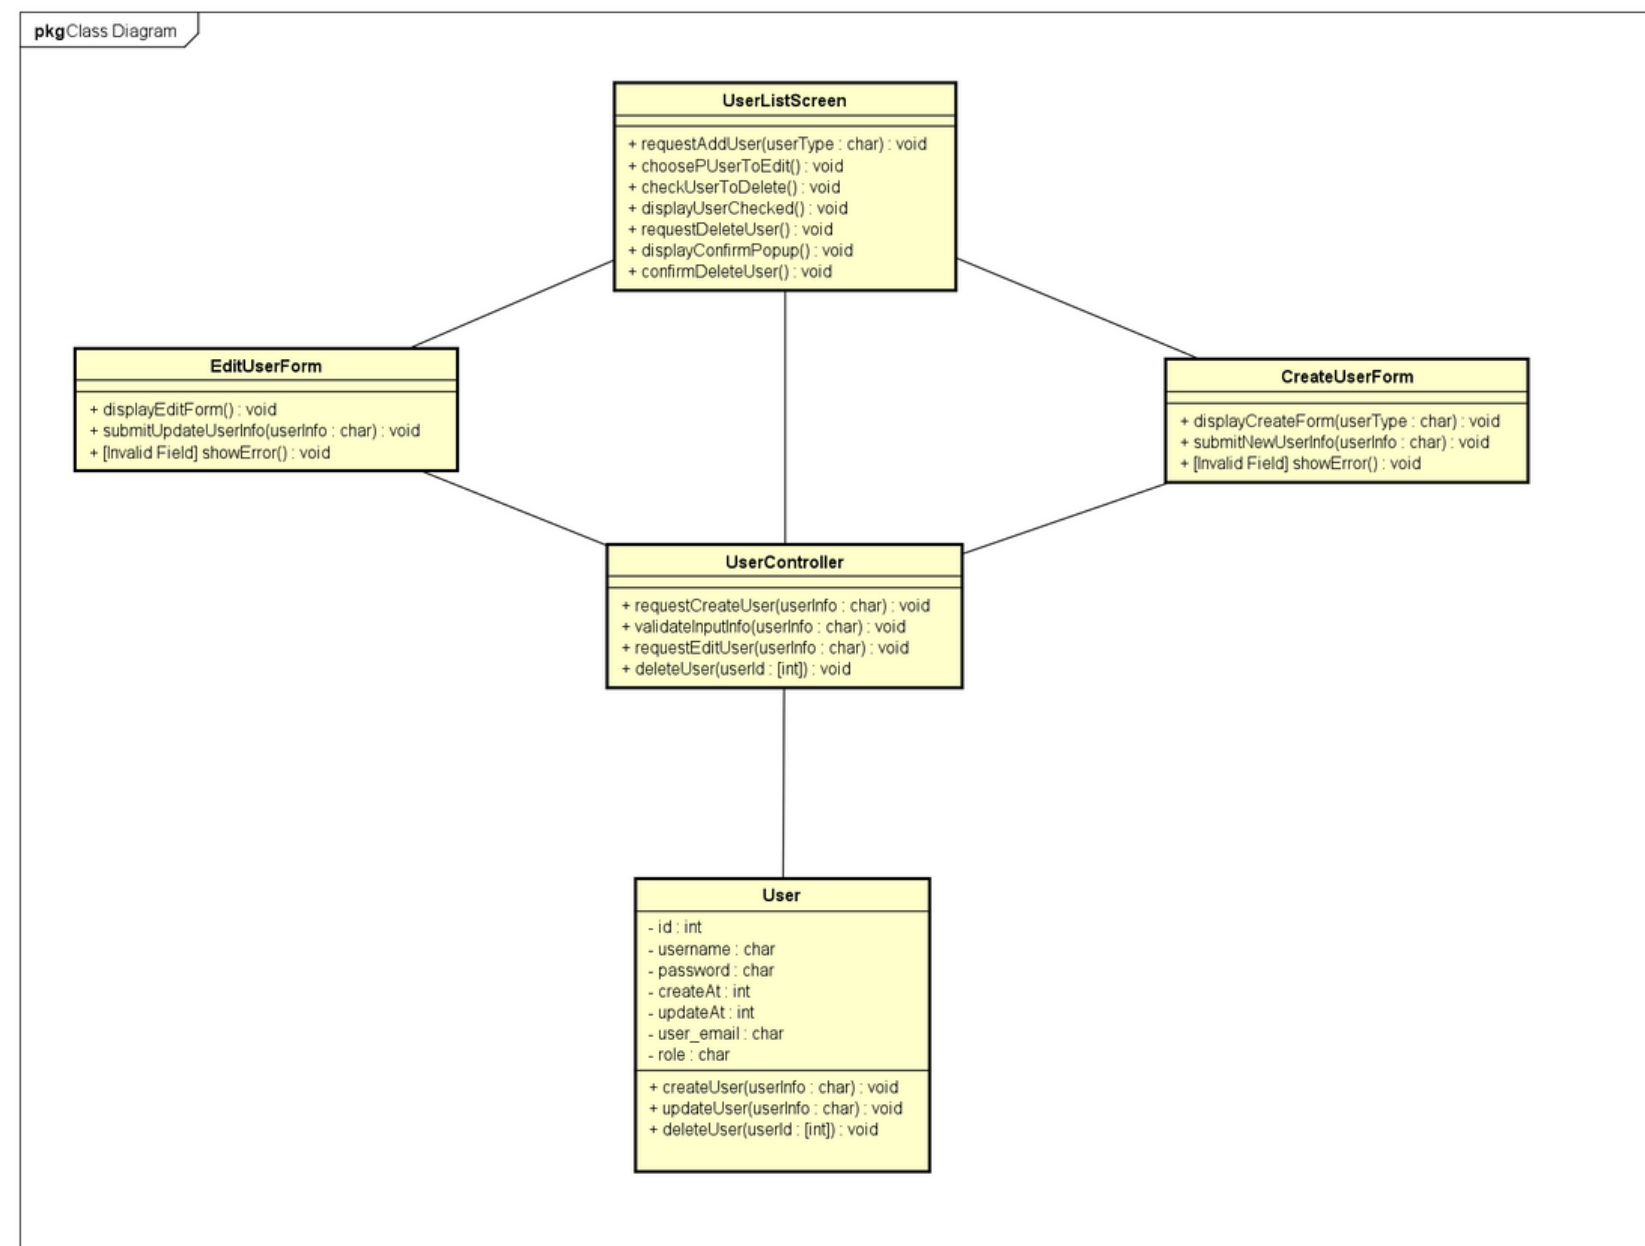 pkgClass Diagram
UserListScreen
+ requestAddUser(userType : char) : void
+ choosePUserToEdit() : void
+ checkUserToDelete() : void
+ displayUserChecked() : void
+ requestDeleteUser() : void
+ displayConfirmPopup() : void
+ confirmDeleteUser() : void
EditUserForm
+ displayEditForm() : void
+ submitUpdateUserInfo(userInfo : char) : void
+ [Invalid Field] showError() : void
CreateUserForm
+ displayCreateForm(userType : char) : void
+ submitNewUserInfo(userInfo : char) : void
+ [Invalid Field] showError() : void
UserController
+ requestCreateUser(userInfo : char) : void
+ validateInputInfo(userInfo : char) : void
+ requestEditUser(userInfo : char) : void
+ deleteUser(userId : [int]) : void
User
- id : int
- username : char
- password : char
- createAt : int
- updateAt : int
- user_email : char
- role : char
+ createUser(userInfo : char) : void
+ updateUser(userInfo : char) : void
+ deleteUser(userId : [int]) : void